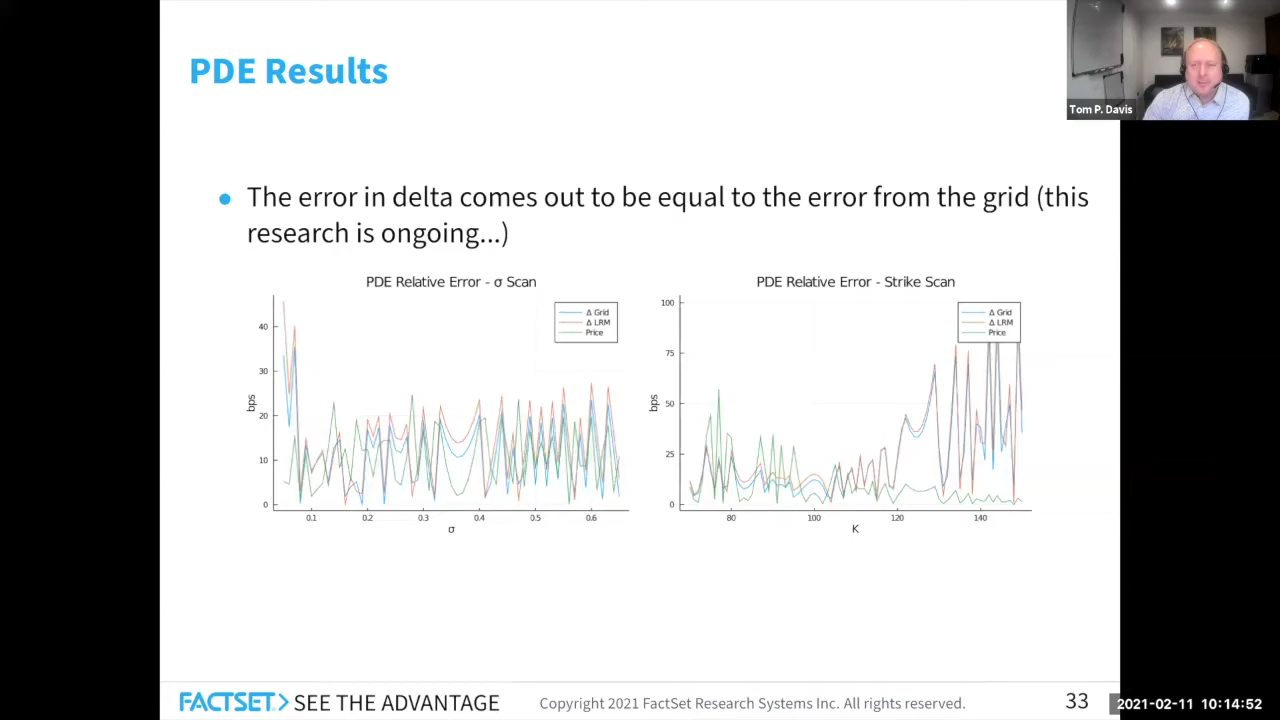 PDE Results
Tom P. Davis
The error in delta comes out to be equal to the error from the grid (this
research is ongoing...)
PDE Relative Error - σ Scan
Δ Grid
Δ LRM
Price
40
30
20
10
0
bps
0.1 0.2 0.3 0.4 0.5 0.6
σ
PDE Relative Error - Strike Scan
Δ Grid
Δ LRM
Price
100
75
50
25
0
bps
80 100 120 140
K
FACTSET SEE THE ADVANTAGE
Copyright 2021 FactSet Research Systems Inc. All rights reserved.
33
2021-02-11 10:14:52